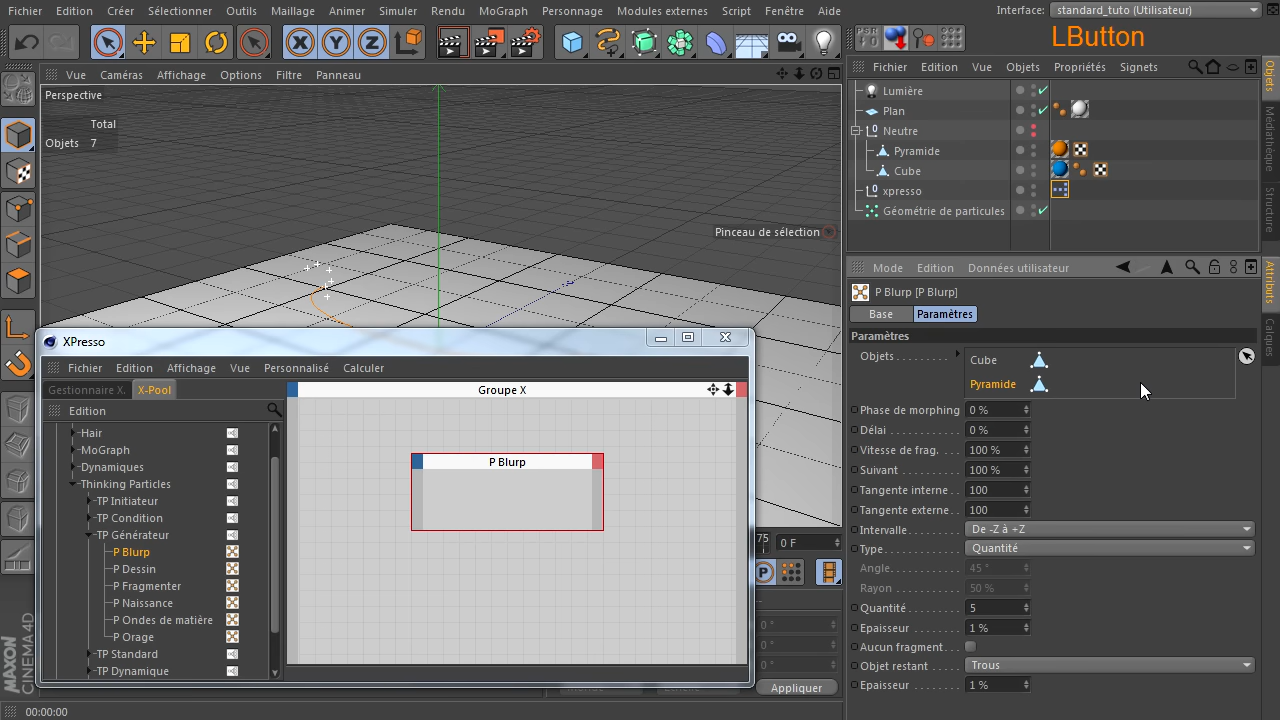 Fichier Edition Créer Sélectionner Outils Maillage Animer Simuler Rendu MoGraph Personnage Modules externes Script Fenêtre Aide Interface: standard_tuto (Utilisateur)
X Y Z PSR LButton
Vue Caméras Affichage Options Filtre Panneau
Perspective
Total
Objets 7
Pinceau de sélection
Fichier Edition Vue Objets Propriétés Signets
Lumière
Plan
Neutre
Pyramide
Cube
xpresso
Géométrie de particules
Objets
Médiathèque
Structure
Mode Edition Données utilisateur
P Blurp [P Blurp]
Base Paramètres
Paramètres
Objets Cube
Pyramide
Phase de morphing 0 %
Délai 0 %
Vitesse de frag. 100 %
Suivant 100 %
Tangente interne 100
Tangente externe 100
Intervalle De -Z à +Z
Type Quantité
Angle 45 °
Rayon 50 %
Quantité 5
Epaisseur 1 %
Aucun fragment
Objet restant Trous
Epaisseur 1 %
Attributs
Calques
XPresso
Fichier Edition Affichage Vue Personnalisé Calculer
Gestionnaire X. X-Pool
Edition
Hair
MoGraph
Dynamiques
Thinking Particles
TP Initiateur
TP Condition
TP Générateur
P Blurp
P Dessin
P Fragmenter
P Naissance
P Ondes de matière
P Orage
TP Standard
TP Dynamique
Groupe X
P Blurp
75 0 F
P
0 °
0 °
0 °
Appliquer
MAXON
CINEMA 4D
00:00:00